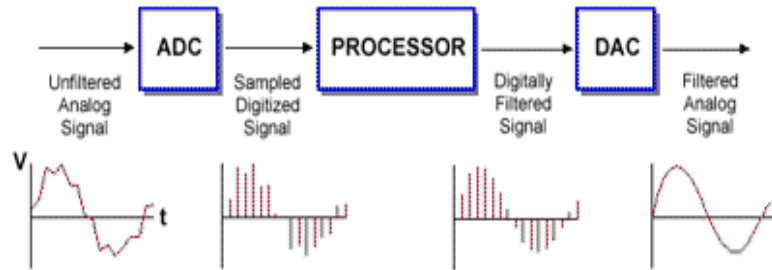 ADC
PROCESSOR
DAC
Unfiltered
Analog
Signal
Sampled
Digitized
Signal
Digitally
Filtered
Signal
Filtered
Analog
Signal
V
t